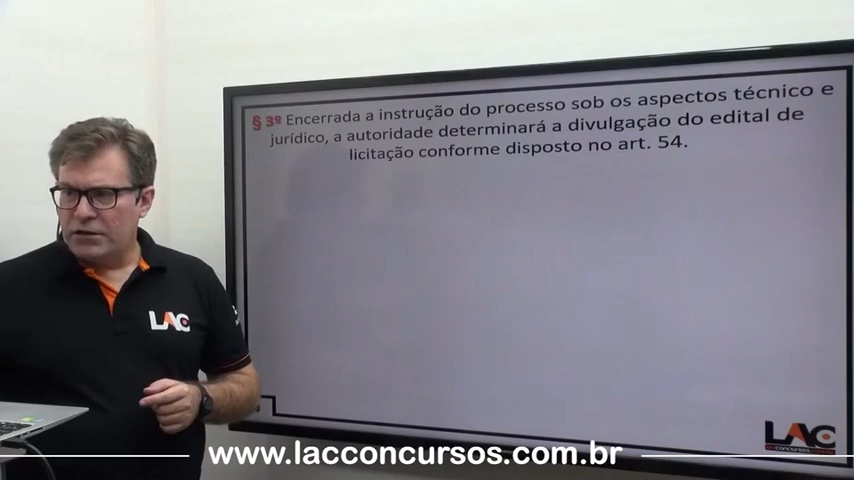 § 3º Encerrada a instrução do processo sob os aspectos técnico e
jurídico, a autoridade determinará a divulgação do edital de
licitação conforme disposto no art. 54.
LAC
LAC
www.lacconcursos.com.br